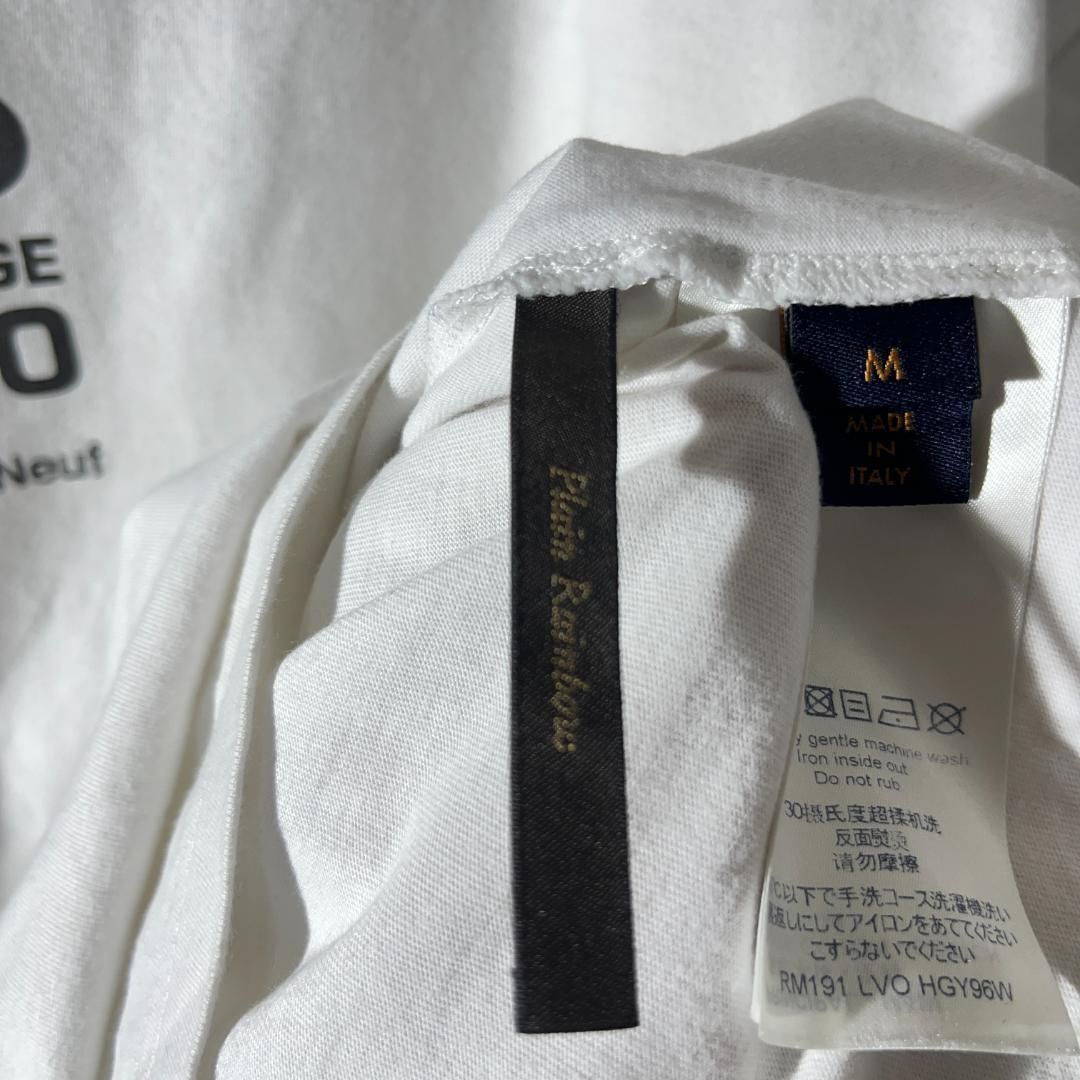 GE
O
Neuf
Plain Rainbow
M
MADE
IN
ITALY
gentle machine wash
Iron inside out
Do not rub
30摄氏度超揉机洗
反面熨烫
请勿摩擦
℃以下で手洗コース洗濯機洗い
返しにしてアイロンをあててください
こすらないでください
RM191 LVO HGY96W